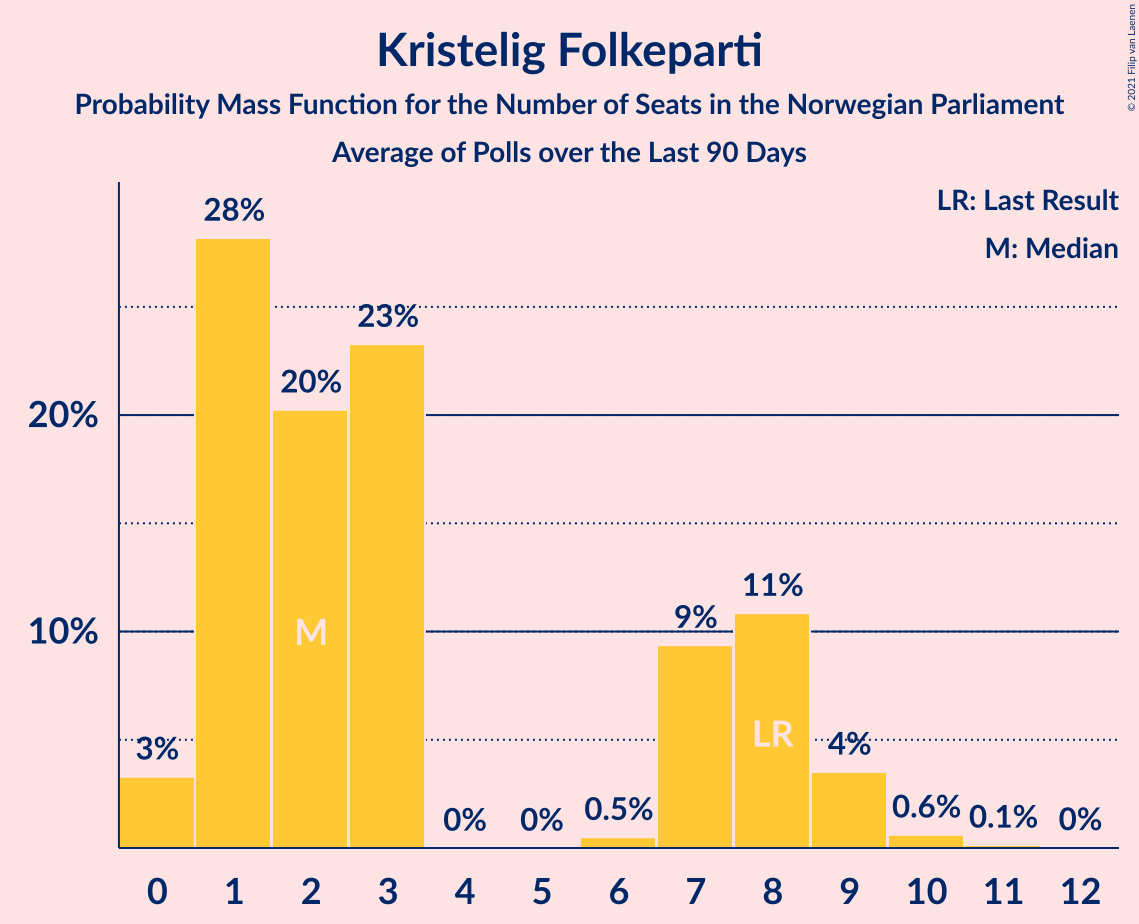 Kristelig Folkeparti
Probability Mass Function for the Number of Seats in the Norwegian Parliament
Average of Polls over the Last 90 Days
© 2021 Filip van Laenen
LR: Last Result
M: Median
28%
23%
20%
20%
11%
9%
10%
M
LR
3%
4%
0%
0%
0.5%
0.6%
0.1%
0%
0 1 2 3 4 5 6 7 8 9 10 11 12